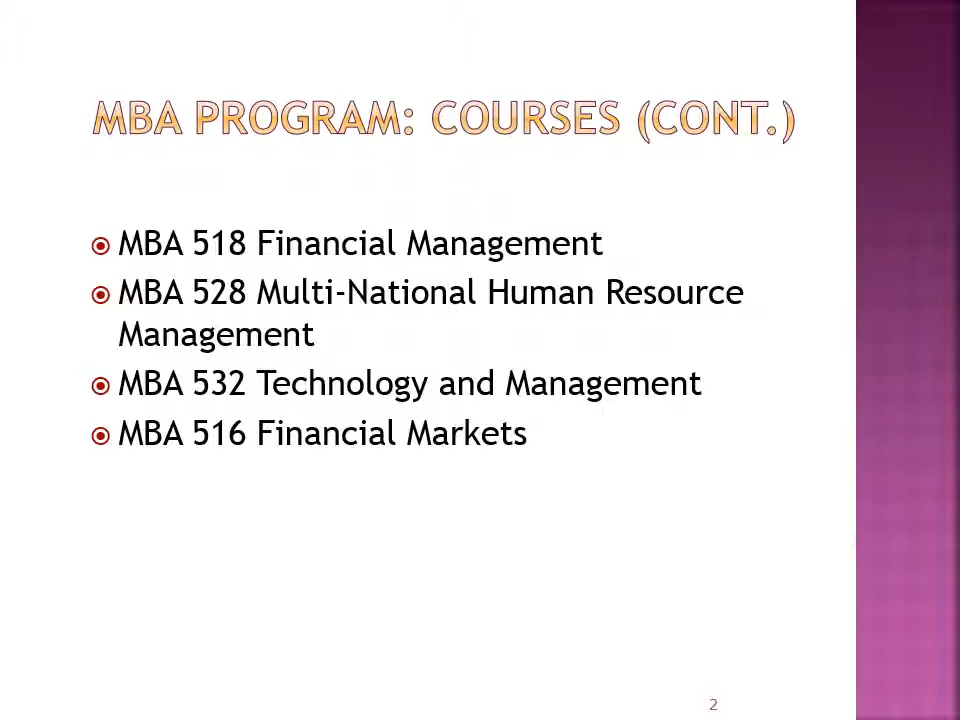 MBA PROGRAM: COURSES (CONT.)
MBA 518 Financial Management
MBA 528 Multi-National Human Resource
Management
MBA 532 Technology and Management
MBA 516 Financial Markets
2